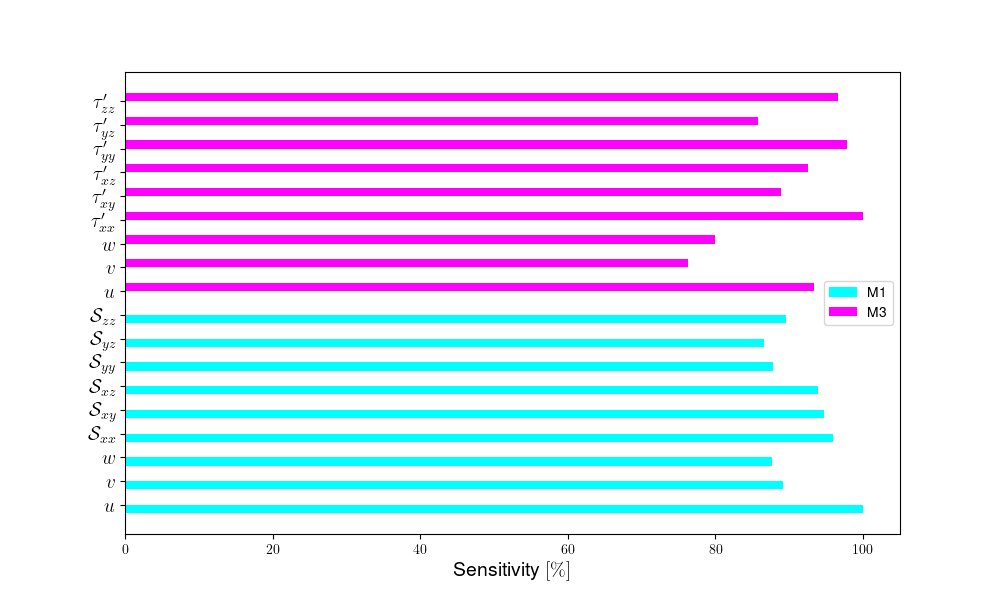 τ′zz
τ′yz
τ′yy
τ′xz
τ′xy
τ′xx
w
v
u
𝒮zz
𝒮yz
𝒮yy
𝒮xz
𝒮xy
𝒮xx
w
v
u
M1
M3
0 20 40 60 80 100
Sensitivity [%]